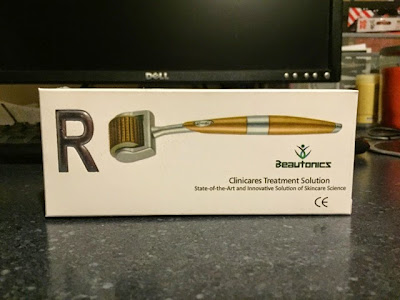 DELL
R
Beautonics
Clinicares Treatment Solution
State-of-the-Art and Innovative Solution of Skincare Science
CE